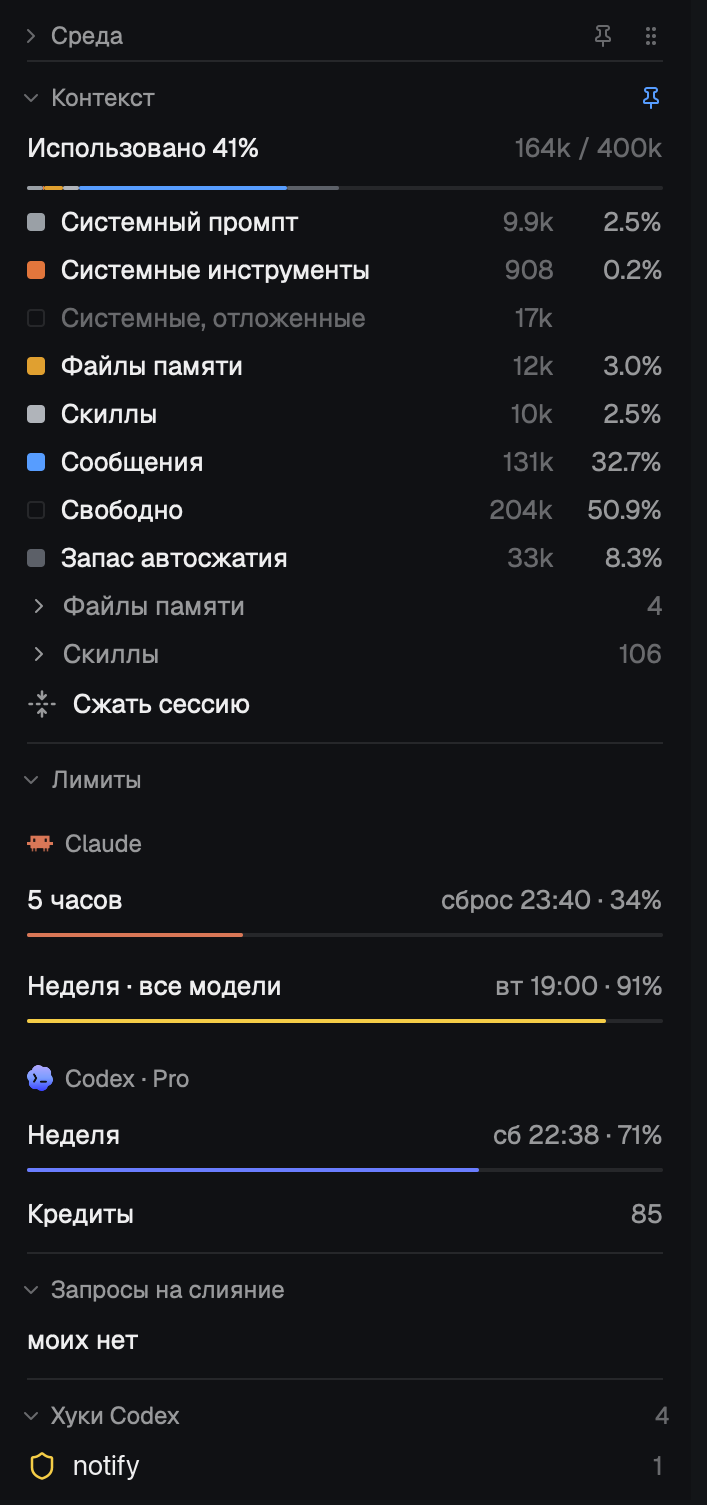 Среда
Контекст
Использовано 41% 164k / 400k
Системный промпт 9.9k 2.5%
Системные инструменты 908 0.2%
Системные, отложенные 17k
Файлы памяти 12k 3.0%
Скиллы 10k 2.5%
Сообщения 131k 32.7%
Свободно 204k 50.9%
Запас автосжатия 33k 8.3%
Файлы памяти 4
Скиллы 106
Сжать сессию
Лимиты
Claude
5 часов сброс 23:40 · 34%
Неделя · все модели вт 19:00 · 91%
Codex · Pro
Неделя сб 22:38 · 71%
Кредиты 85
Запросы на слияние
моих нет
Хуки Codex 4
notify 1